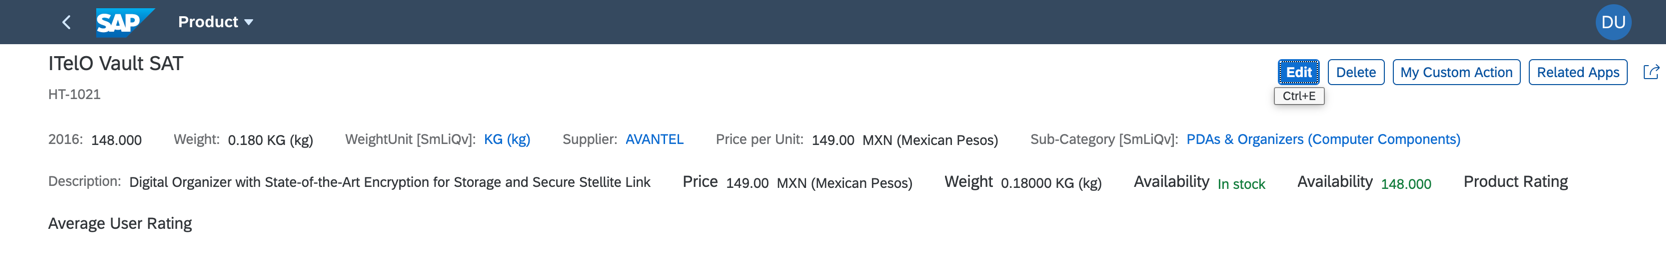 SAP Product DU
ITelO Vault SAT
Edit Delete My Custom Action Related Apps
HT-1021
Ctrl+E
2016: 148.000 Weight: 0.180 KG (kg) WeightUnit [SmLiQv]: KG (kg) Supplier: AVANTEL Price per Unit: 149.00 MXN (Mexican Pesos) Sub-Category [SmLiQv]: PDAs & Organizers (Computer Components)
Description: Digital Organizer with State-of-the-Art Encryption for Storage and Secure Stellite Link Price 149.00 MXN (Mexican Pesos) Weight 0.18000 KG (kg) Availability In stock Availability 148.000 Product Rating
Average User Rating